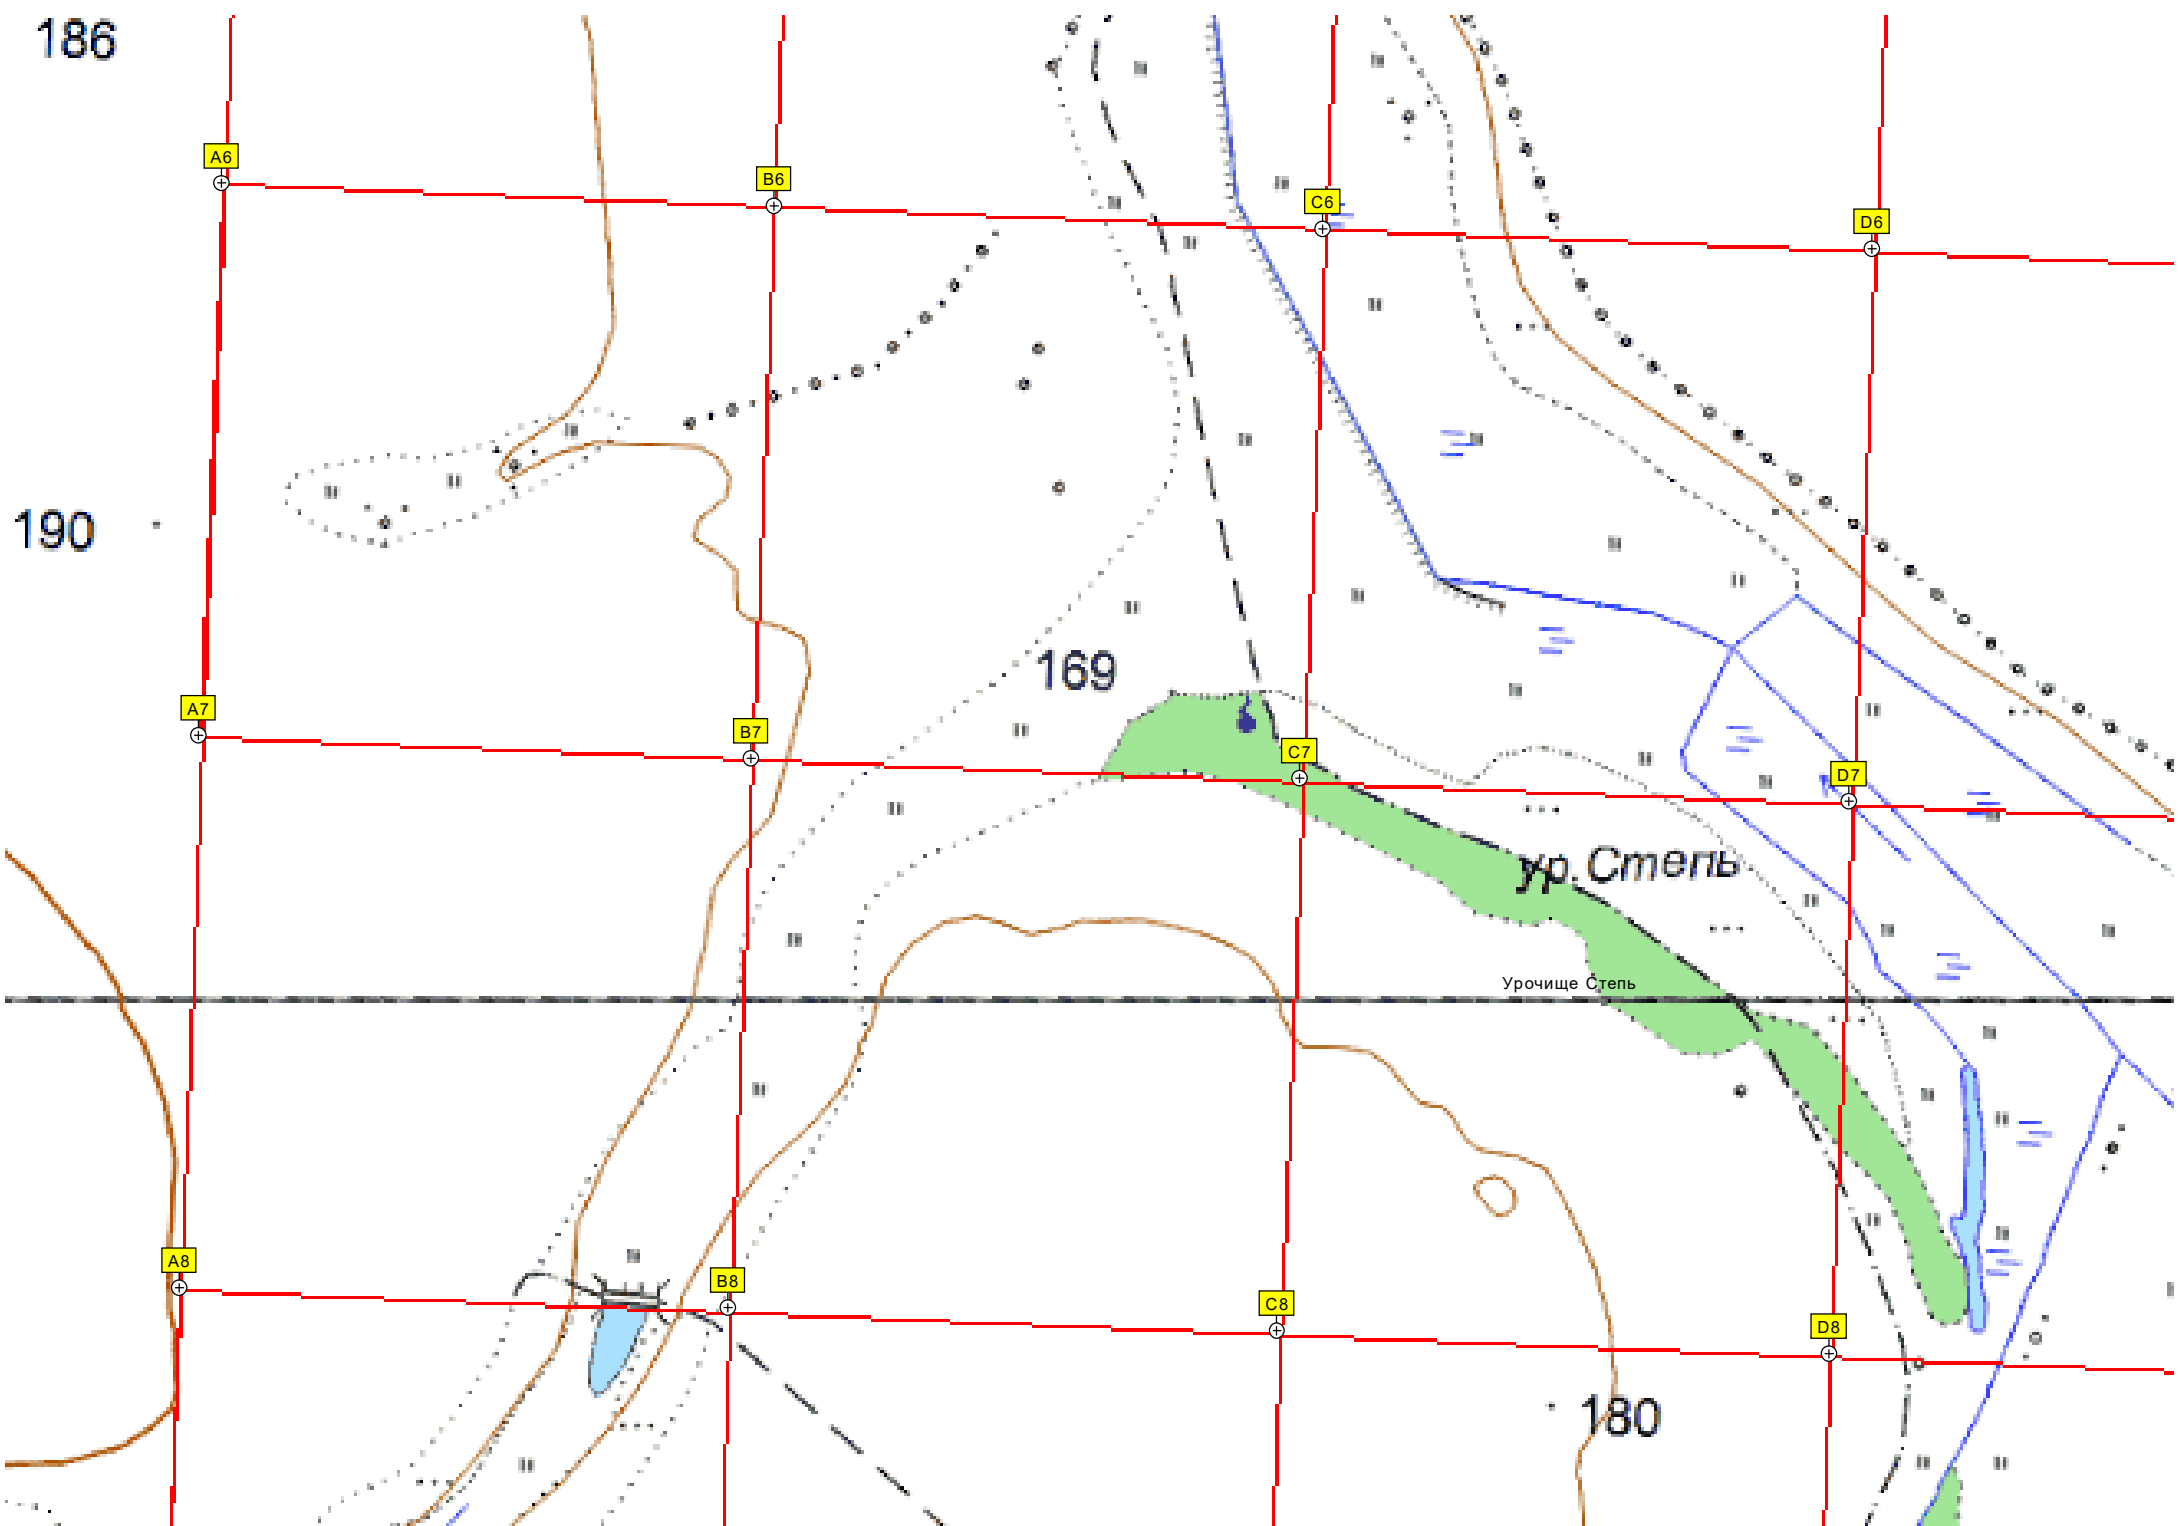 186
A6
B6
C6
D6
190
169
A7
B7
C7
D7
ур. Степь
Урочище Степь
A8
B8
C8
D8
180